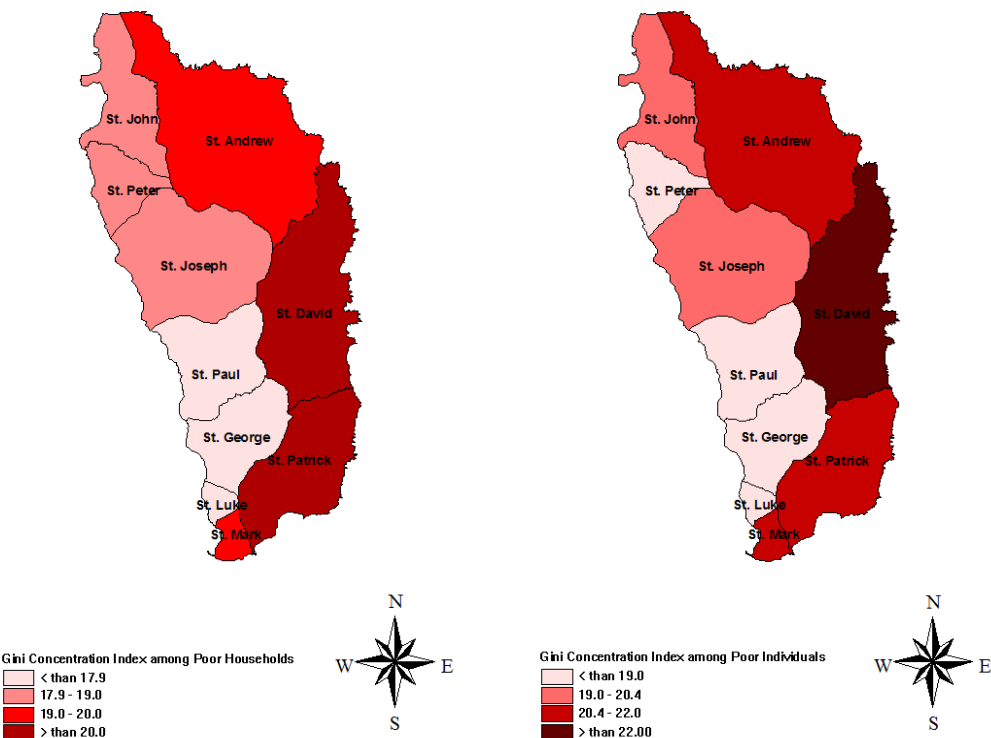 St. John
St. Andrew
St. Peter
St. Joseph
St. David
St. Paul
St. George
St. Patrick
St. Luke
St. Mark
N
W E
S
Gini Concentration Index among Poor Households
< than 17.9
17.9 - 19.0
19.0 - 20.0
> than 20.0
St. John
St. Andrew
St. Peter
St. Joseph
St. David
St. Paul
St. George
St. Patrick
St. Luke
St. Mark
N
W E
S
Gini Concentration Index among Poor Individuals
< than 19.0
19.0 - 20.4
20.4 - 22.0
> than 22.00